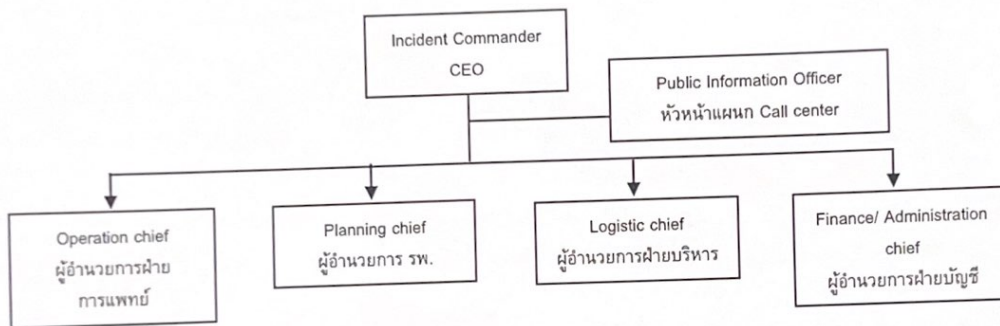 Incident Commander
CEO
Public Information Officer
หัวหน้าแผนก Call center
Operation chief
ผู้อำนวยการฝ่าย
การแพทย์
Planning chief
ผู้อำนวยการ รพ.
Logistic chief
ผู้อำนวยการฝ่ายบริหาร
Finance/ Administration
chief
ผู้อำนวยการฝ่ายบัญชี